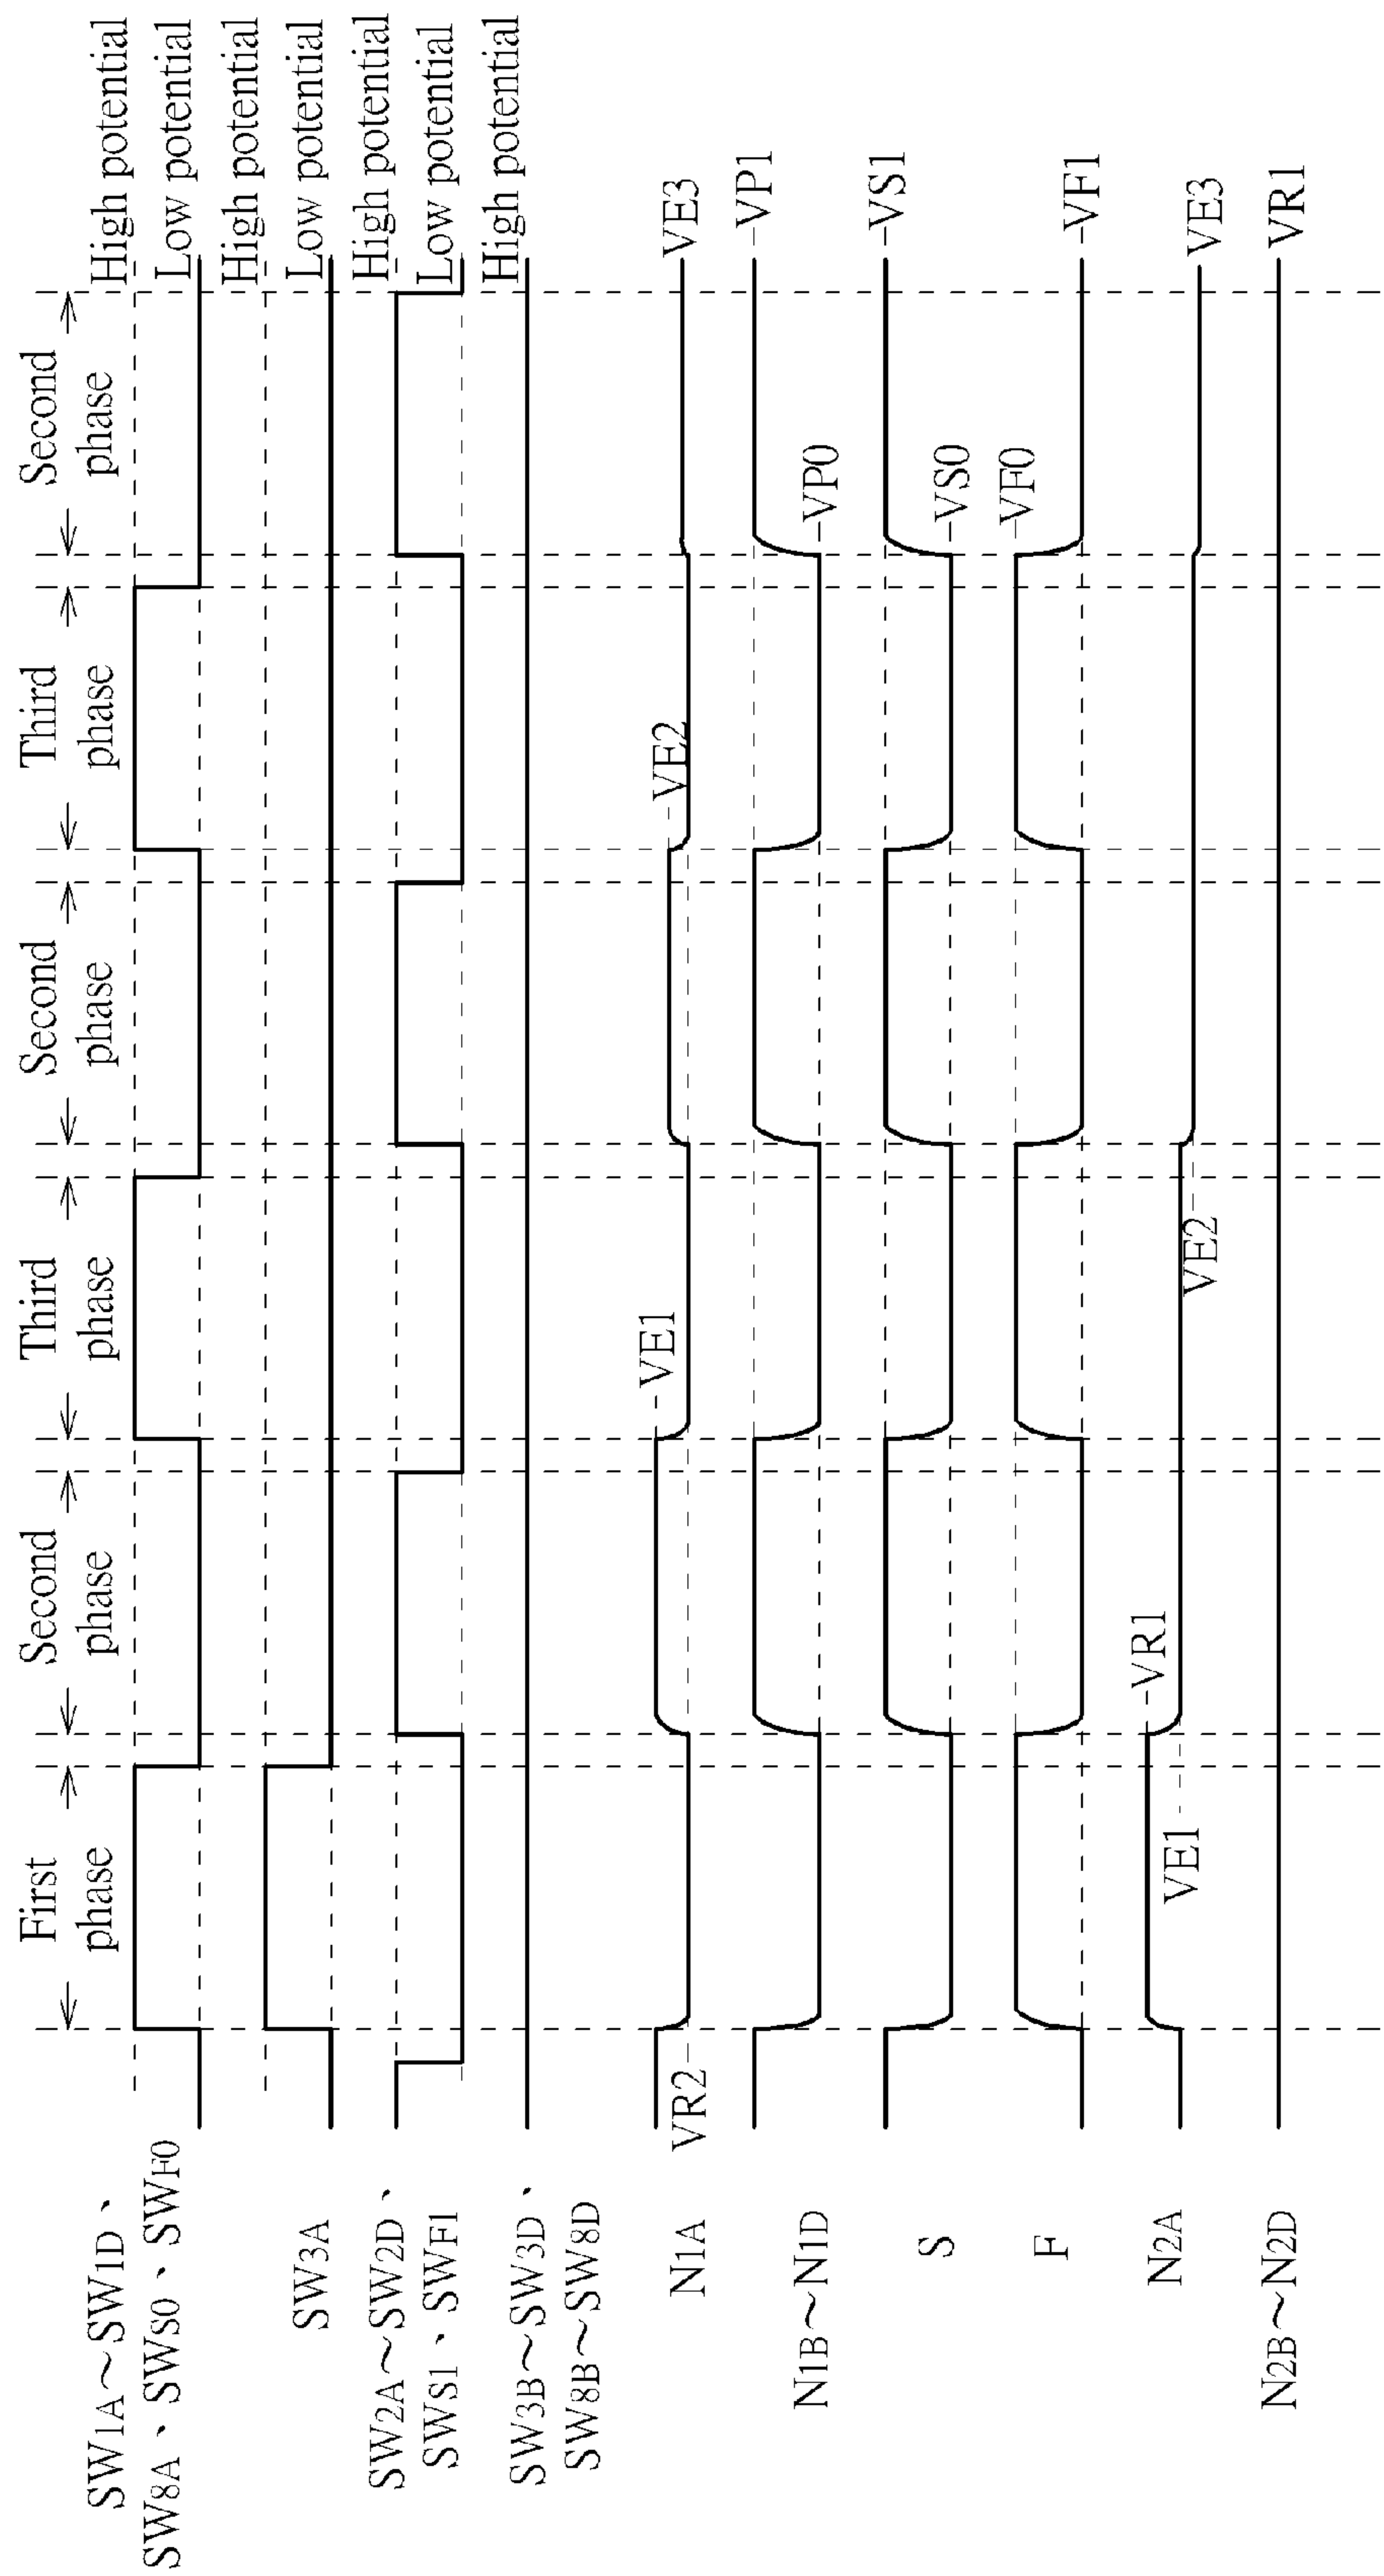 First
phase
Second
phase
Third
phase
Second
phase
Third
phase
Second
phase
SW1A～SW1D、
SW8A、SWS0、SWF0
High potential
Low potential
SW3A
High potential
Low potential
SW2A～SW2D、
SWS1、SWF1
High potential
Low potential
SW3B～SW3D、
SW8B～SW8D
High potential
N1A
VR2
VE1
VE2
VE3
N1B～N1D
VP1
VP0
S
VS1
VS0
F
VF0
VF1
N2A
VR1
VE1
VE2
VE3
N2B～N2D
VR1